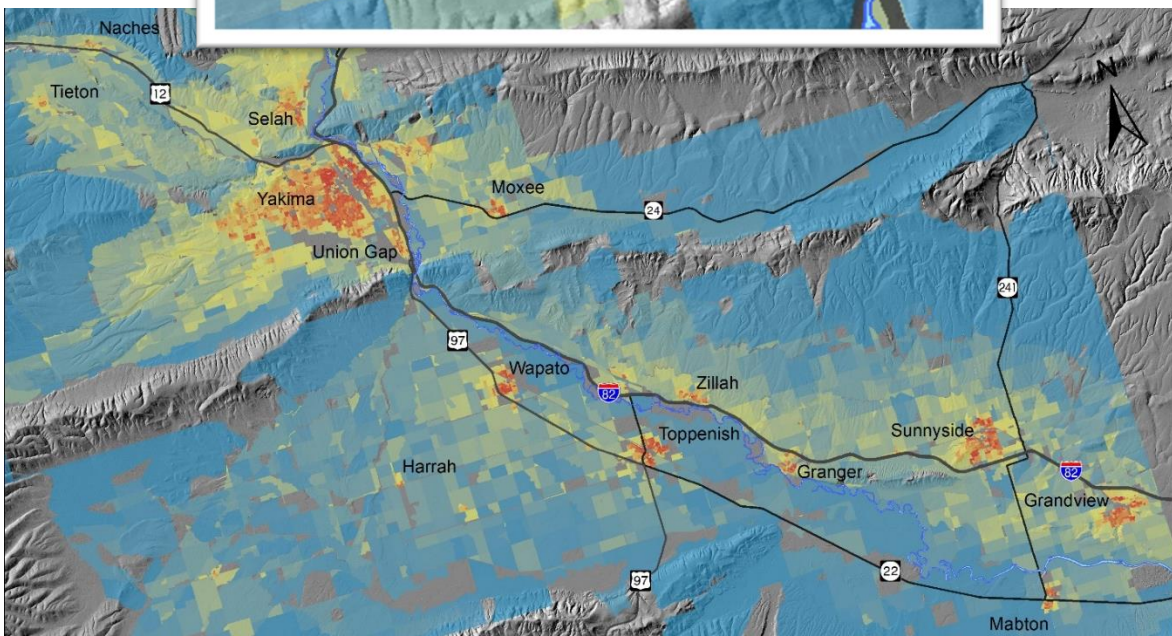 Naches
Tieton
12
Selah
N
Yakima
Moxee
24
Union Gap
241
97
Wapato
82
Zillah
Toppenish
Sunnyside
Harrah
Granger
82
Grandview
97
22
Mabton